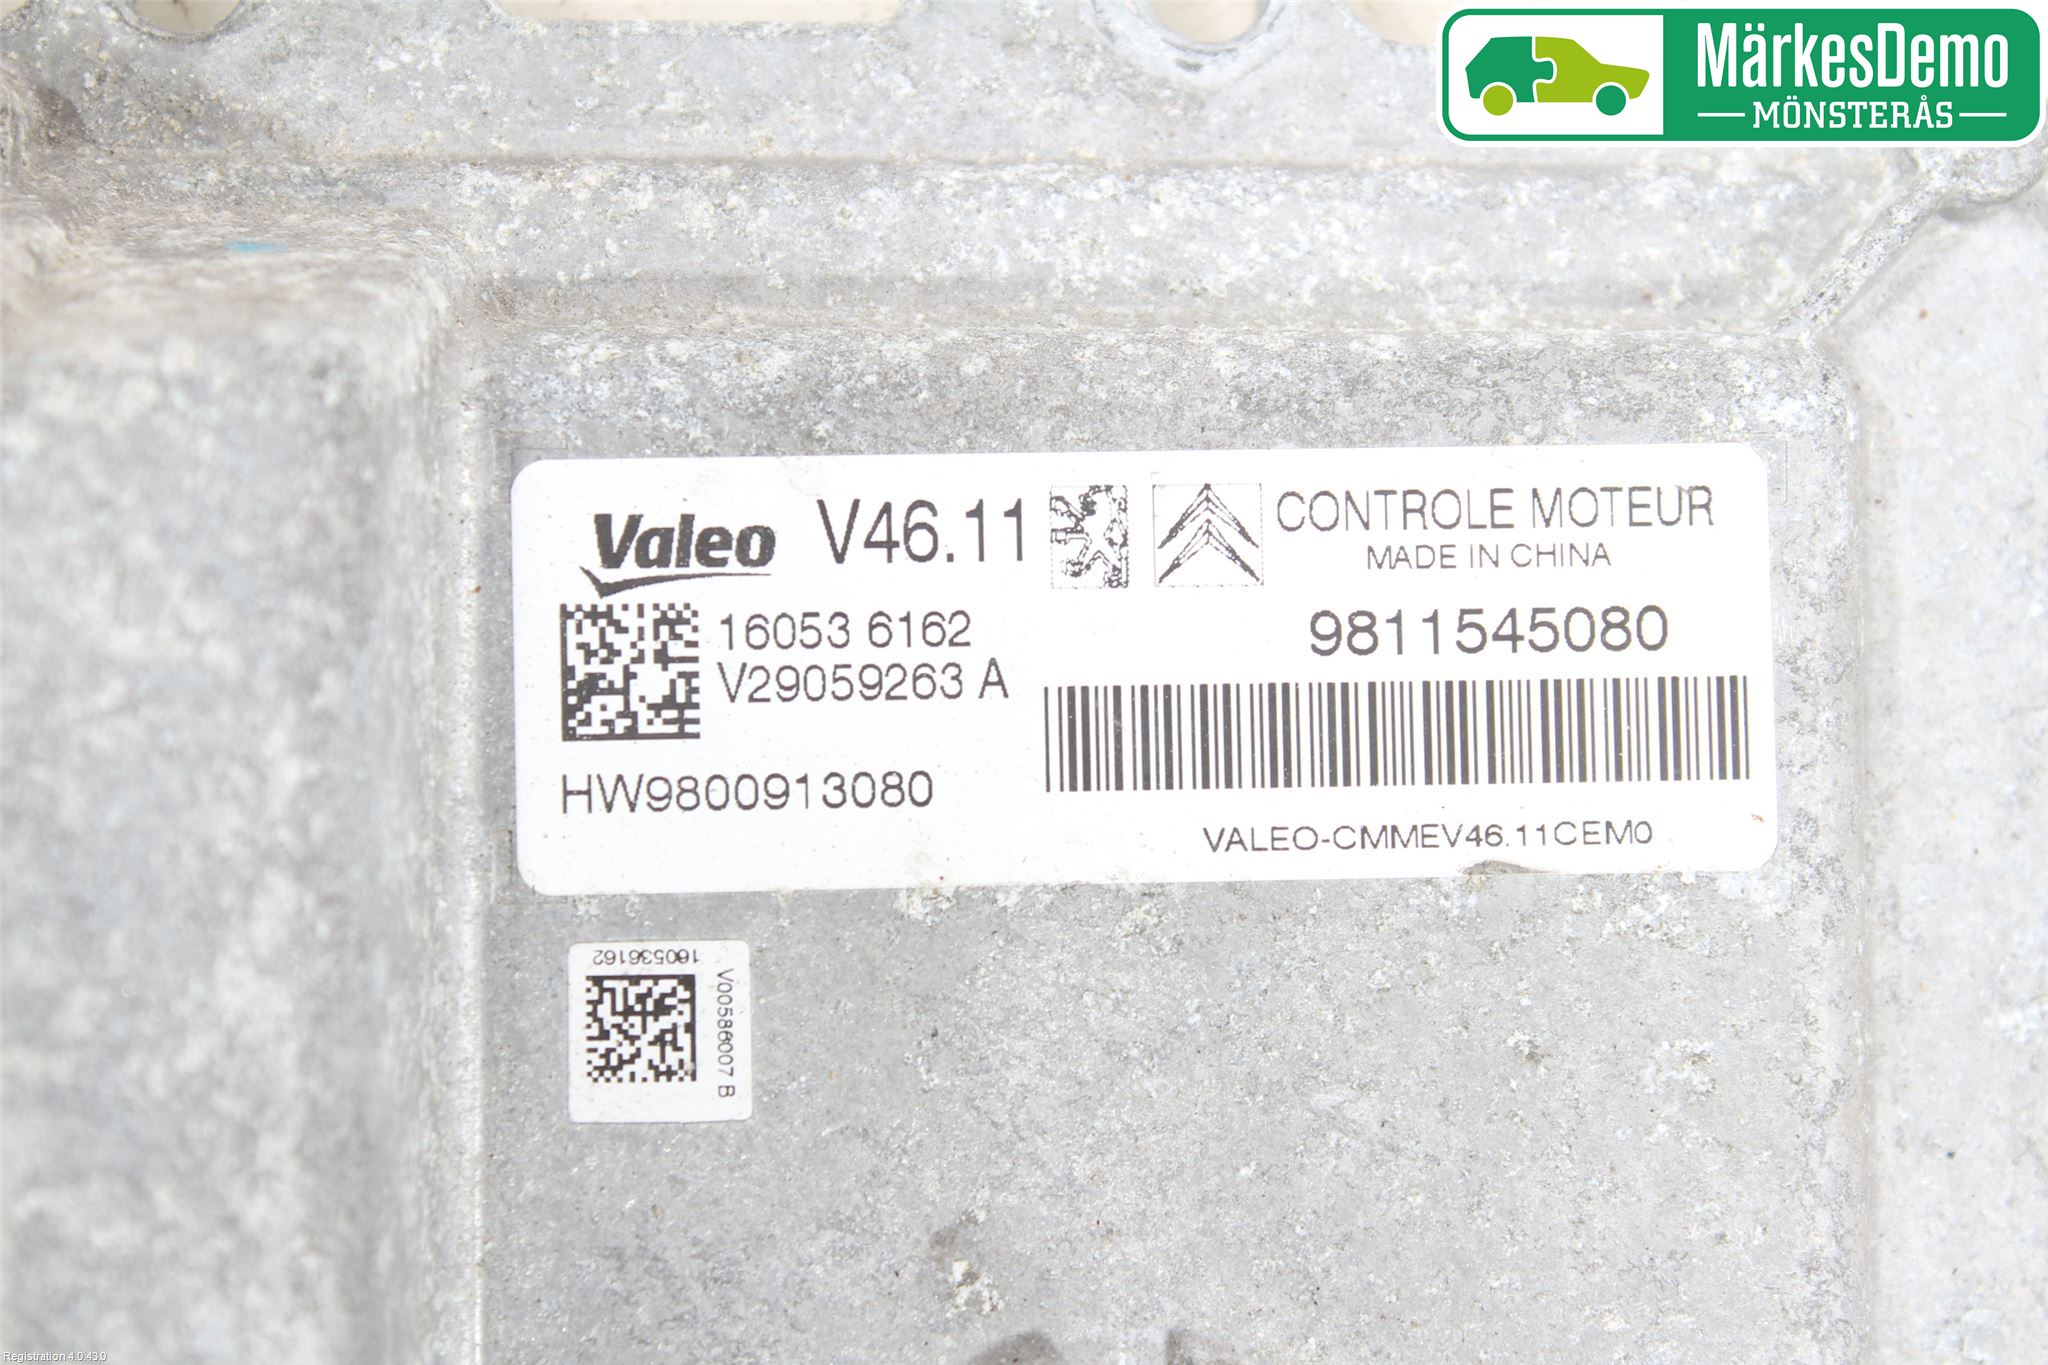 MärkesDemo
MÖNSTERÅS
Valeo V46.11 CONTROLE MOTEUR
MADE IN CHINA
16053 6162
V29059263 A
9811545080
HW9800913080
VALEO-CMMEV46.11CEM0
160536162
V00586007 B
Registration 4.0.43.0